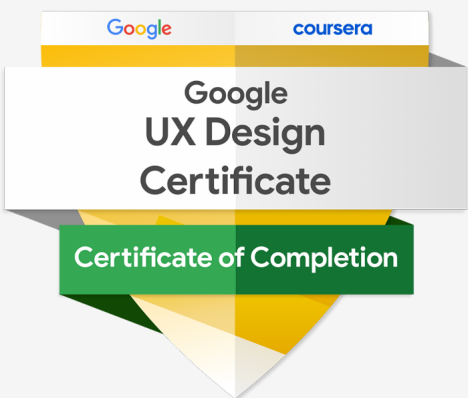 Google coursera
Google
UX Design
Certificate
Certificate of Completion